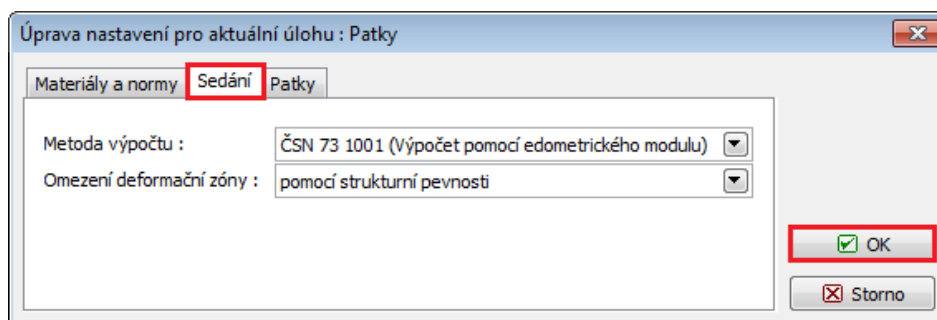 Úprava nastavení pro aktuální úlohu : Patky
Materiály a normy Sedání Patky
Metoda výpočtu : ČSN 73 1001 (Výpočet pomocí edometrického modulu)
Omezení deformační zóny : pomocí strukturní pevnosti
OK
Storno